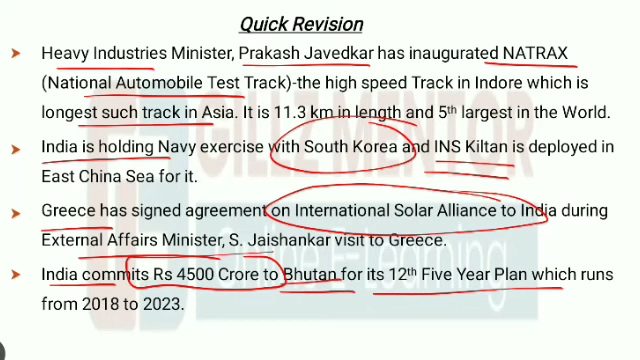 Quick Revision
Heavy Industries Minister, Prakash Javedkar has inaugurated NATRAX
(National Automobile Test Track)-the high speed Track in Indore which is
longest such track in Asia. It is 11.3 km in length and 5th largest in the World.
India is holding Navy exercise with South Korea and INS Kiltan is deployed in
East China Sea for it.
Greece has signed agreement on International Solar Alliance to India during
External Affairs Minister, S. Jaishankar visit to Greece.
India commits Rs 4500 Crore to Bhutan for its 12th Five Year Plan which runs
from 2018 to 2023.